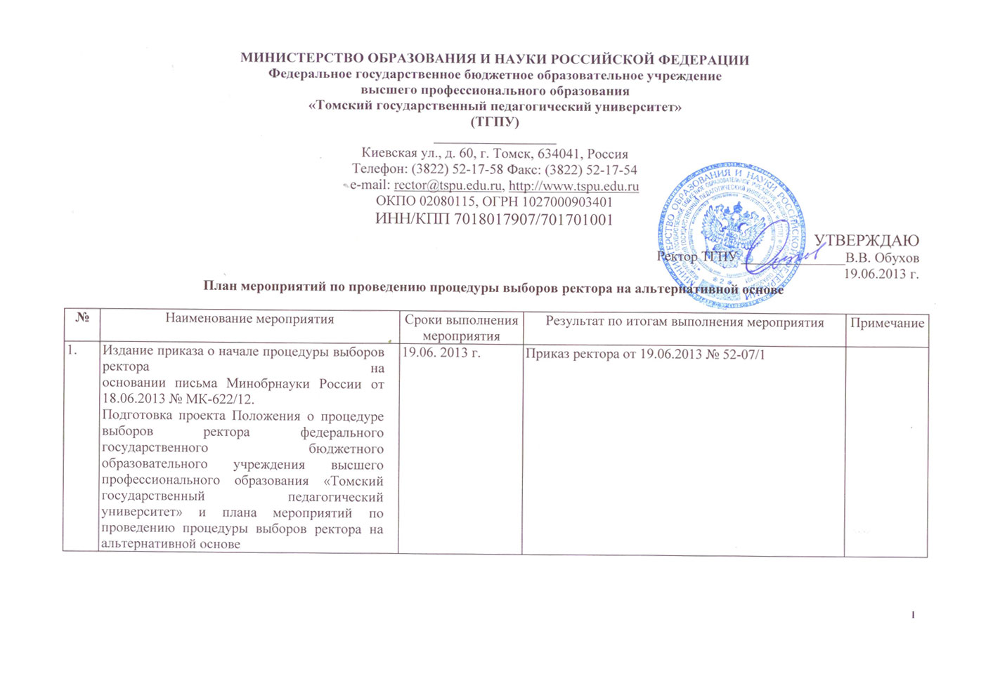 МИНИСТЕРСТВО ОБРАЗОВАНИЯ И НАУКИ РОССИЙСКОЙ ФЕДЕРАЦИИ
Федеральное государственное бюджетное образовательное учреждение
высшего профессионального образования
«Томский государственный педагогический университет»
(ТГПУ)
Киевская ул., д. 60, г. Томск, 634041, Россия
Телефон: (3822) 52-17-58 Факс: (3822) 52-17-54
e-mail: rector@tspu.edu.ru, http://www.tspu.edu.ru
ОКПО 02080115, ОГРН 1027000903401
ИНН/КПП 7018017907/701701001
УТВЕРЖДАЮ
Ректор ТГПУ В.В. Обухов
19.06.2013 г.
План мероприятий по проведению процедуры выборов ректора на альтернативной основе
№ Наименование мероприятия Сроки выполнения Результат по итогам выполнения мероприятия Примечание
мероприятия
1. Издание приказа о начале процедуры выборов 19.06. 2013 г. Приказ ректора от 19.06.2013 № 52-07/1
ректора на
основании письма Минобрнауки России от
18.06.2013 № МК-622/12.
Подготовка проекта Положения о процедуре
выборов ректора федерального
государственного бюджетного
образовательного учреждения высшего
профессионального образования «Томский
государственный педагогический
университет» и плана мероприятий по
проведению процедуры выборов ректора на
альтернативной основе
1